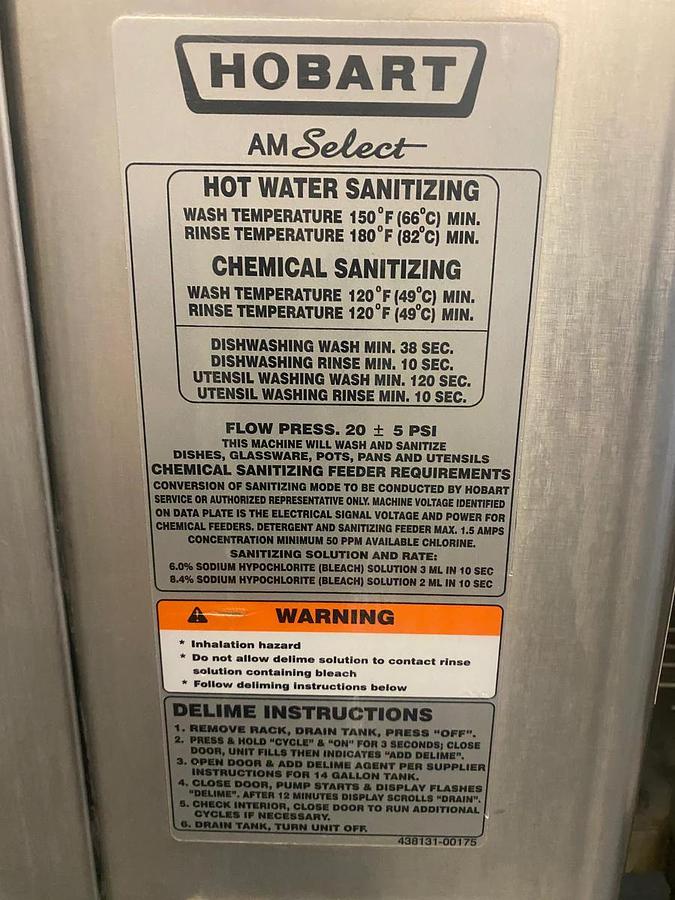 HOBART
AM Select
HOT WATER SANITIZING
WASH TEMPERATURE 150°F (66°C) MIN.
RINSE TEMPERATURE 180°F (82°C) MIN.
CHEMICAL SANITIZING
WASH TEMPERATURE 120°F (49°C) MIN.
RINSE TEMPERATURE 120°F (49°C) MIN.
DISHWASHING WASH MIN. 38 SEC.
DISHWASHING RINSE MIN. 10 SEC.
UTENSIL WASHING WASH MIN. 120 SEC.
UTENSIL WASHING RINSE MIN. 10 SEC.
FLOW PRESS. 20 ± 5 PSI
THIS MACHINE WILL WASH AND SANITIZE
DISHES, GLASSWARE, POTS, PANS AND UTENSILS
CHEMICAL SANITIZING FEEDER REQUIREMENTS
CONVERSION OF SANITIZING MODE TO BE CONDUCTED BY HOBART
SERVICE OR AUTHORIZED REPRESENTATIVE ONLY. MACHINE VOLTAGE IDENTIFIED
ON DATA PLATE IS THE ELECTRICAL SIGNAL VOLTAGE AND POWER FOR
CHEMICAL FEEDERS. DETERGENT AND SANITIZING FEEDER MAX. 1.5 AMPS
CONCENTRATION MINIMUM 50 PPM AVAILABLE CHLORINE.
SANITIZING SOLUTION AND RATE:
6.0% SODIUM HYPOCHLORITE (BLEACH) SOLUTION 3 ML IN 10 SEC
8.4% SODIUM HYPOCHLORITE (BLEACH) SOLUTION 2 ML IN 10 SEC
WARNING
* Inhalation hazard
* Do not allow delime solution to contact rinse
solution containing bleach
* Follow deliming instructions below
DELIME INSTRUCTIONS
1. REMOVE RACK, DRAIN TANK, PRESS "OFF".
2. PRESS & HOLD "CYCLE" & "ON" FOR 3 SECONDS; CLOSE
DOOR, UNIT FILLS THEN INDICATES "ADD DELIME".
3. OPEN DOOR & ADD DELIME AGENT PER SUPPLIER
INSTRUCTIONS FOR 14 GALLON TANK.
4. CLOSE DOOR, PUMP STARTS & DISPLAY FLASHES
"DELIME". AFTER 12 MINUTES DISPLAY SCROLLS "DRAIN".
5. CHECK INTERIOR, CLOSE DOOR TO RUN ADDITIONAL
CYCLES IF NECESSARY.
6. DRAIN TANK, TURN UNIT OFF.
438131-00175